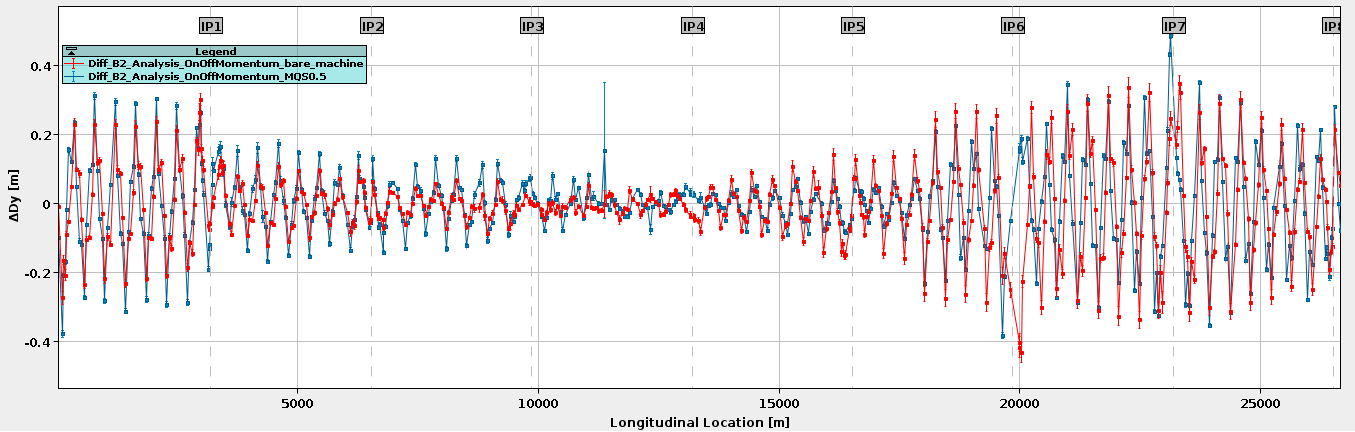 IP1 IP2 IP3 IP4 IP5 IP6 IP7 IP8
Legend
Diff_B2_Analysis_OnOffMomentum_bare_machine
Diff_B2_Analysis_OnOffMomentum_MQS0.5
0.4
0.2
0
-0.2
-0.4
ΔDy [m]
5000 10000 15000 20000 25000
Longitudinal Location [m]